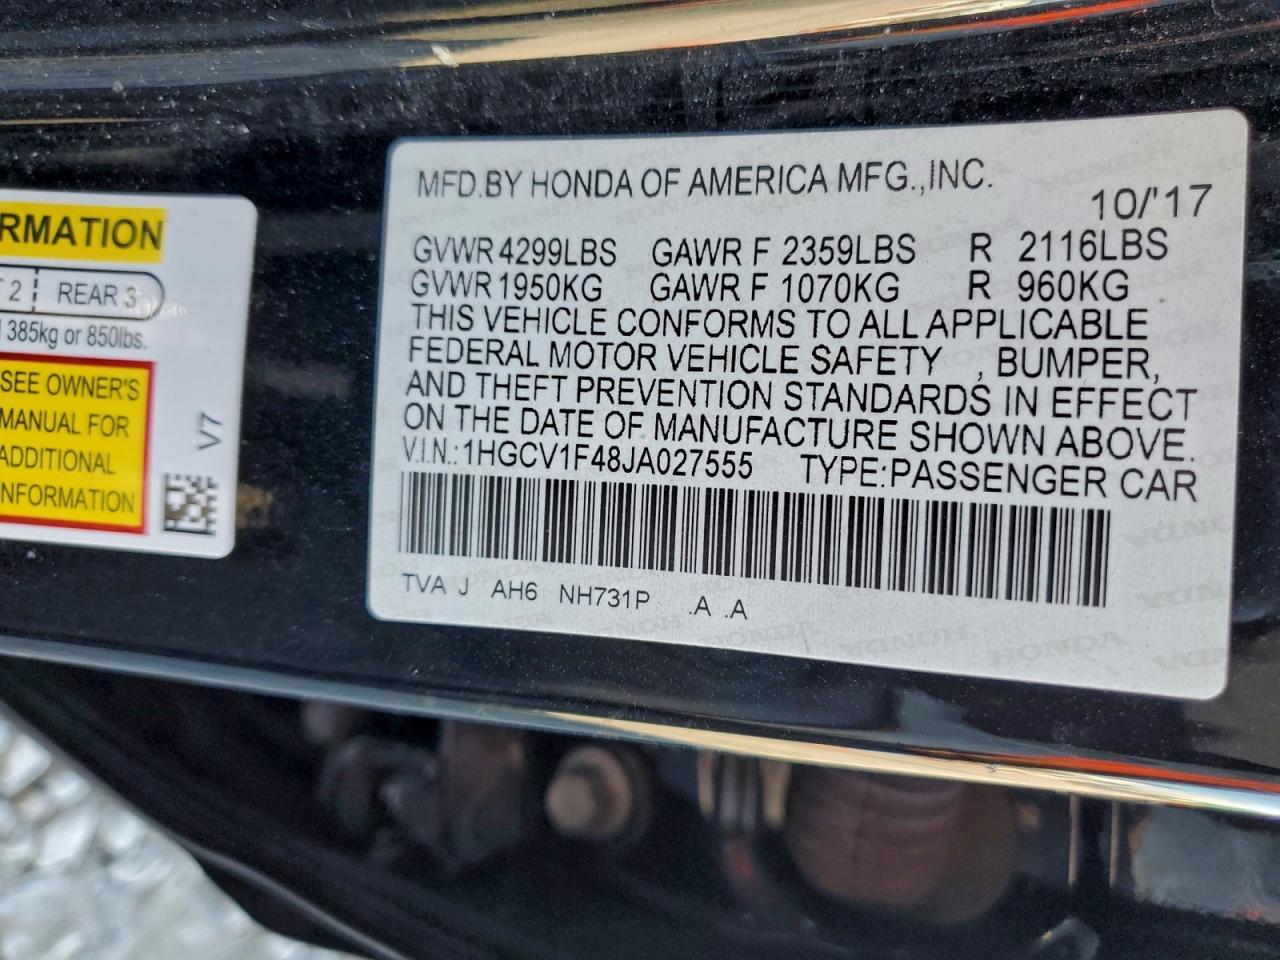 RMATION
T 2 REAR 3
385kg or 850lbs.
SEE OWNER'S
MANUAL FOR
ADDITIONAL
INFORMATION
V7
MFD.BY HONDA OF AMERICA MFG.,INC.
10/'17
GVWR 4299LBS GAWR F 2359LBS R 2116LBS
GVWR 1950KG GAWR F 1070KG R 960KG
THIS VEHICLE CONFORMS TO ALL APPLICABLE
FEDERAL MOTOR VEHICLE SAFETY , BUMPER,
AND THEFT PREVENTION STANDARDS IN EFFECT
ON THE DATE OF MANUFACTURE SHOWN ABOVE.
V.I.N.:1HGCV1F48JA027555 TYPE:PASSENGER CAR
TVA J AH6 NH731P .A .A